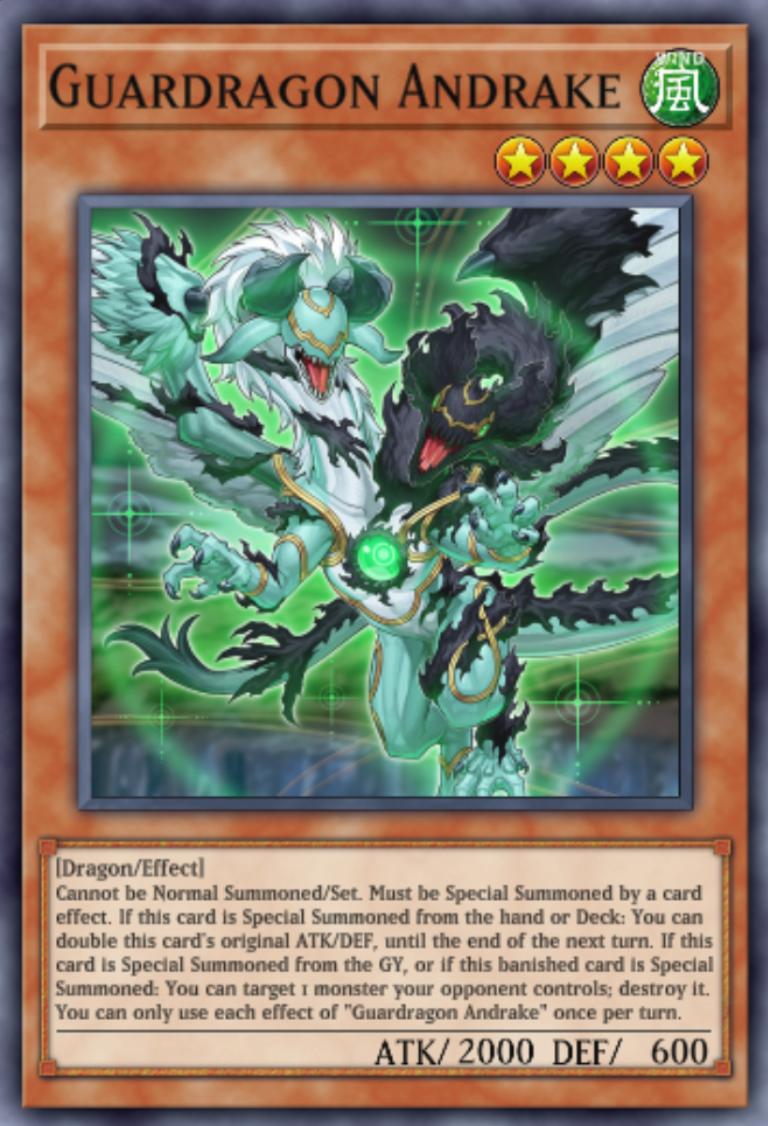 Guardragon Andrake
WIND
風
[Dragon/Effect]
Cannot be Normal Summoned/Set. Must be Special Summoned by a card
effect. If this card is Special Summoned from the hand or Deck: You can
double this card's original ATK/DEF, until the end of the next turn. If this
card is Special Summoned from the GY, or if this banished card is Special
Summoned: You can target 1 monster your opponent controls; destroy it.
You can only use each effect of "Guardragon Andrake" once per turn.
ATK/ 2000 DEF/ 600